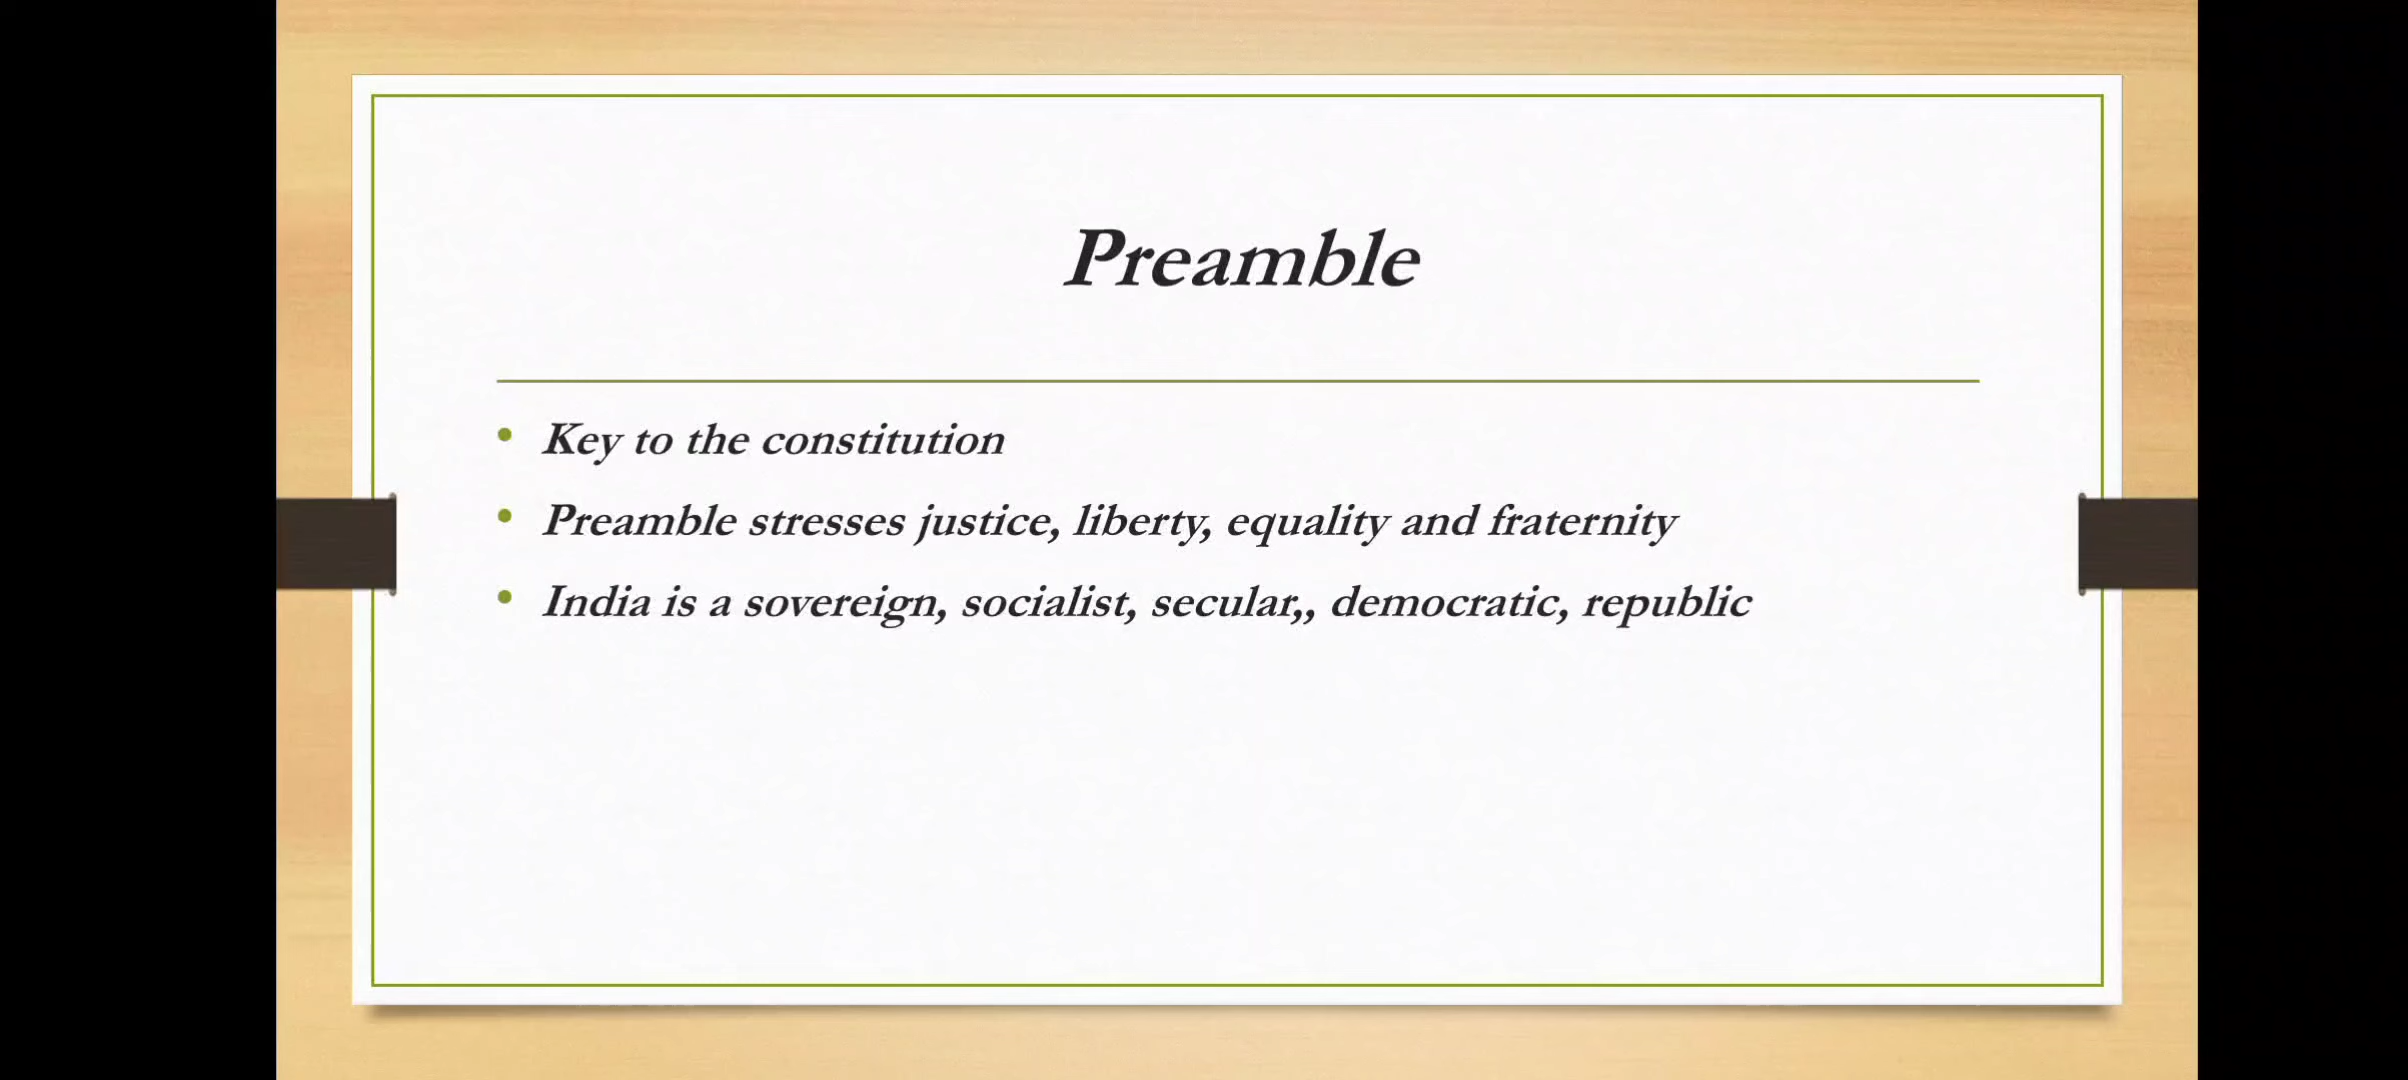 Preamble
• Key to the constitution
• Preamble stresses justice, liberty, equality and fraternity
• India is a sovereign, socialist, secular,, democratic, republic